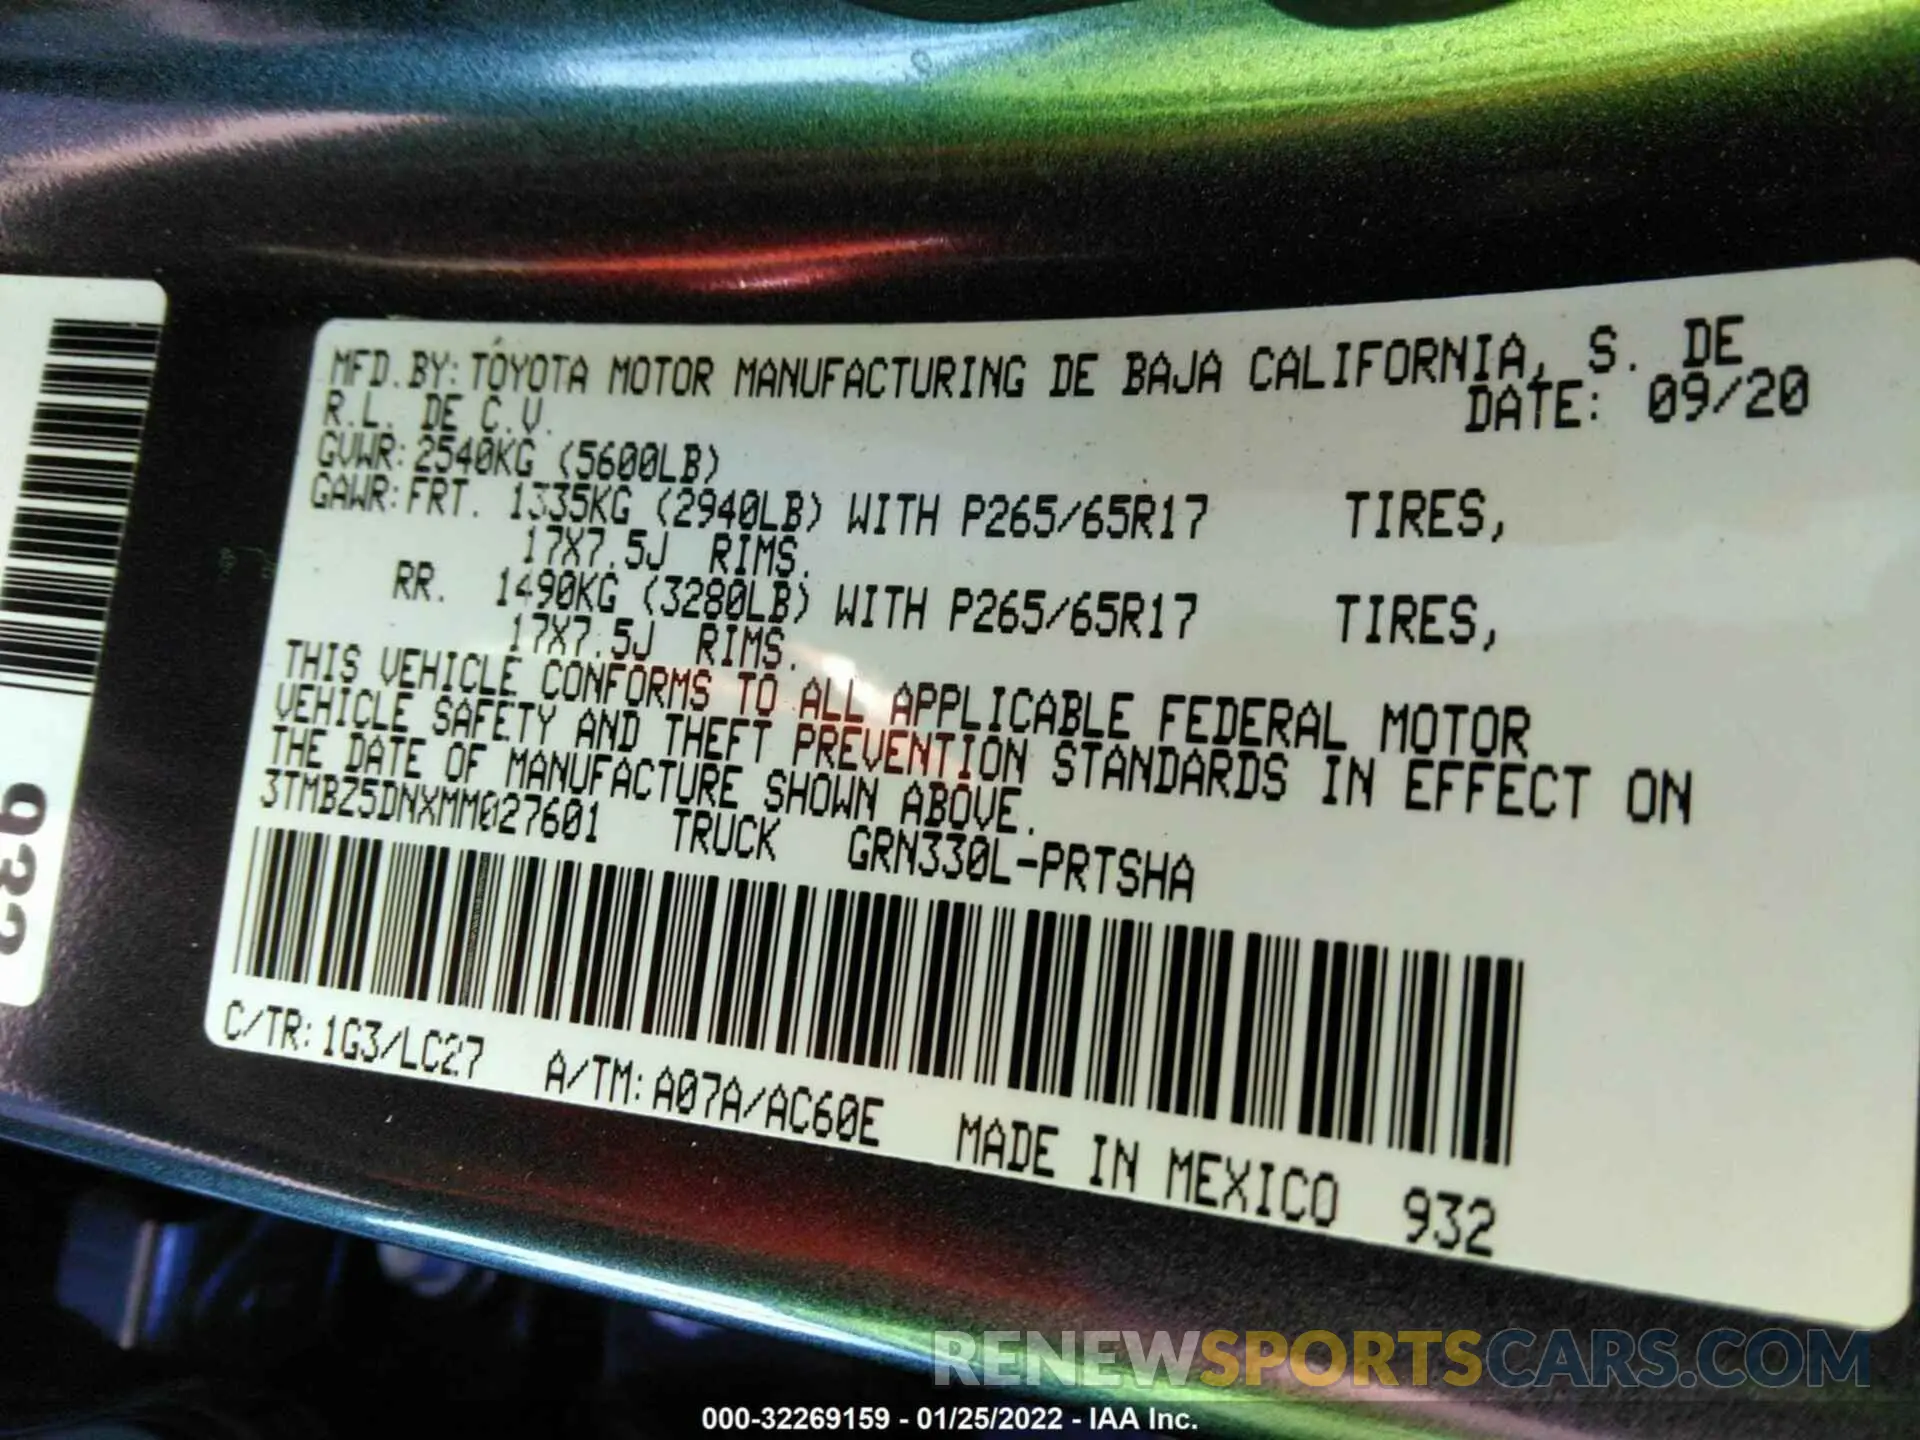 MFD.BY:TOYOTA MOTOR MANUFACTURING DE BAJA CALIFORNIA, S. DE
R.L. DE C.V. DATE: 09/20
GVWR:2540KG (5600LB)
GAWR:FRT. 1335KG (2940LB) WITH P265/65R17 TIRES,
17X7.5J RIMS.
RR. 1490KG (3280LB) WITH P265/65R17 TIRES,
17X7.5J RIMS.
THIS VEHICLE CONFORMS TO ALL APPLICABLE FEDERAL MOTOR
VEHICLE SAFETY AND THEFT PREVENTION STANDARDS IN EFFECT ON
THE DATE OF MANUFACTURE SHOWN ABOVE.
3TMBZ5DNXMM027601 TRUCK GRN330L-PRTSHA
C/TR:1G3/LC27 A/TM:A07A/AC60E MADE IN MEXICO 932
932
RENEWSPORTSCARS.COM
000-32269159 - 01/25/2022 - IAA Inc.